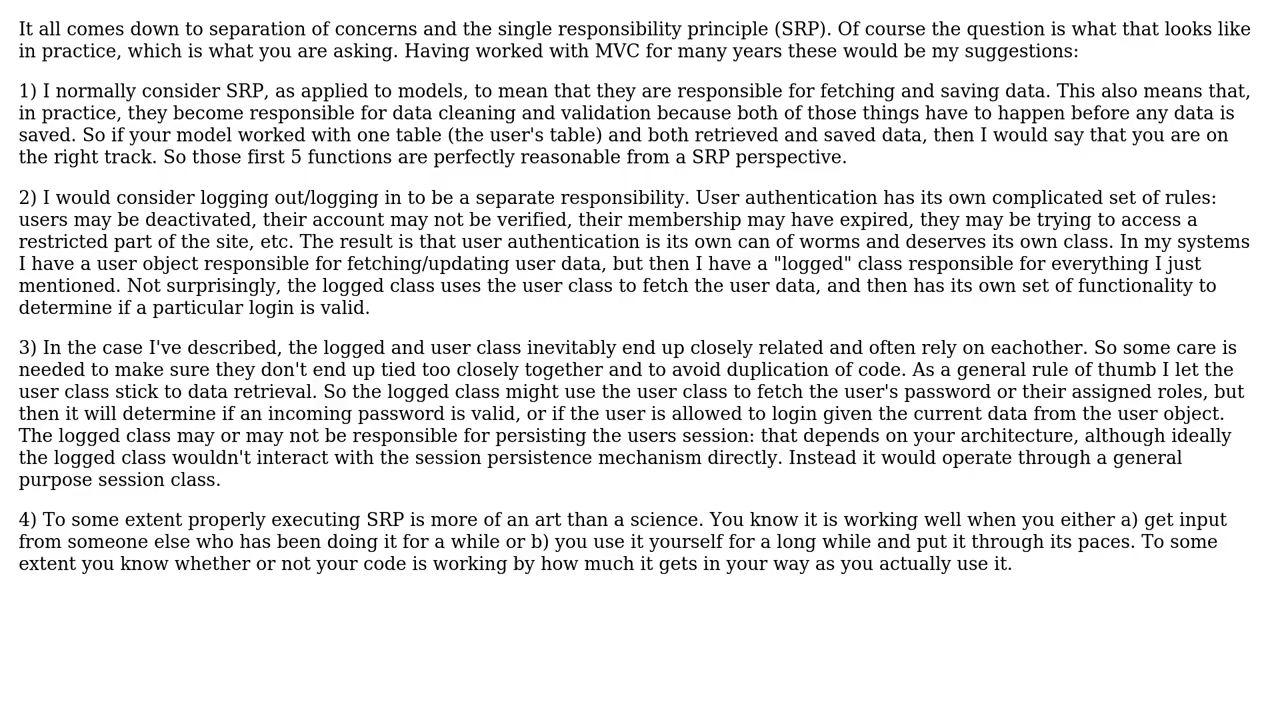 It all comes down to separation of concerns and the single responsibility principle (SRP). Of course the question is what that looks like
in practice, which is what you are asking. Having worked with MVC for many years these would be my suggestions:
1) I normally consider SRP, as applied to models, to mean that they are responsible for fetching and saving data. This also means that,
in practice, they become responsible for data cleaning and validation because both of those things have to happen before any data is
saved. So if your model worked with one table (the user's table) and both retrieved and saved data, then I would say that you are on
the right track. So those first 5 functions are perfectly reasonable from a SRP perspective.
2) I would consider logging out/logging in to be a separate responsibility. User authentication has its own complicated set of rules:
users may be deactivated, their account may not be verified, their membership may have expired, they may be trying to access a
restricted part of the site, etc. The result is that user authentication is its own can of worms and deserves its own class. In my systems
I have a user object responsible for fetching/updating user data, but then I have a "logged" class responsible for everything I just
mentioned. Not surprisingly, the logged class uses the user class to fetch the user data, and then has its own set of functionality to
determine if a particular login is valid.
3) In the case I've described, the logged and user class inevitably end up closely related and often rely on eachother. So some care is
needed to make sure they don't end up tied too closely together and to avoid duplication of code. As a general rule of thumb I let the
user class stick to data retrieval. So the logged class might use the user class to fetch the user's password or their assigned roles, but
then it will determine if an incoming password is valid, or if the user is allowed to login given the current data from the user object.
The logged class may or may not be responsible for persisting the users session: that depends on your architecture, although ideally
the logged class wouldn't interact with the session persistence mechanism directly. Instead it would operate through a general
purpose session class.
4) To some extent properly executing SRP is more of an art than a science. You know it is working well when you either a) get input
from someone else who has been doing it for a while or b) you use it yourself for a long while and put it through its paces. To some
extent you know whether or not your code is working by how much it gets in your way as you actually use it.